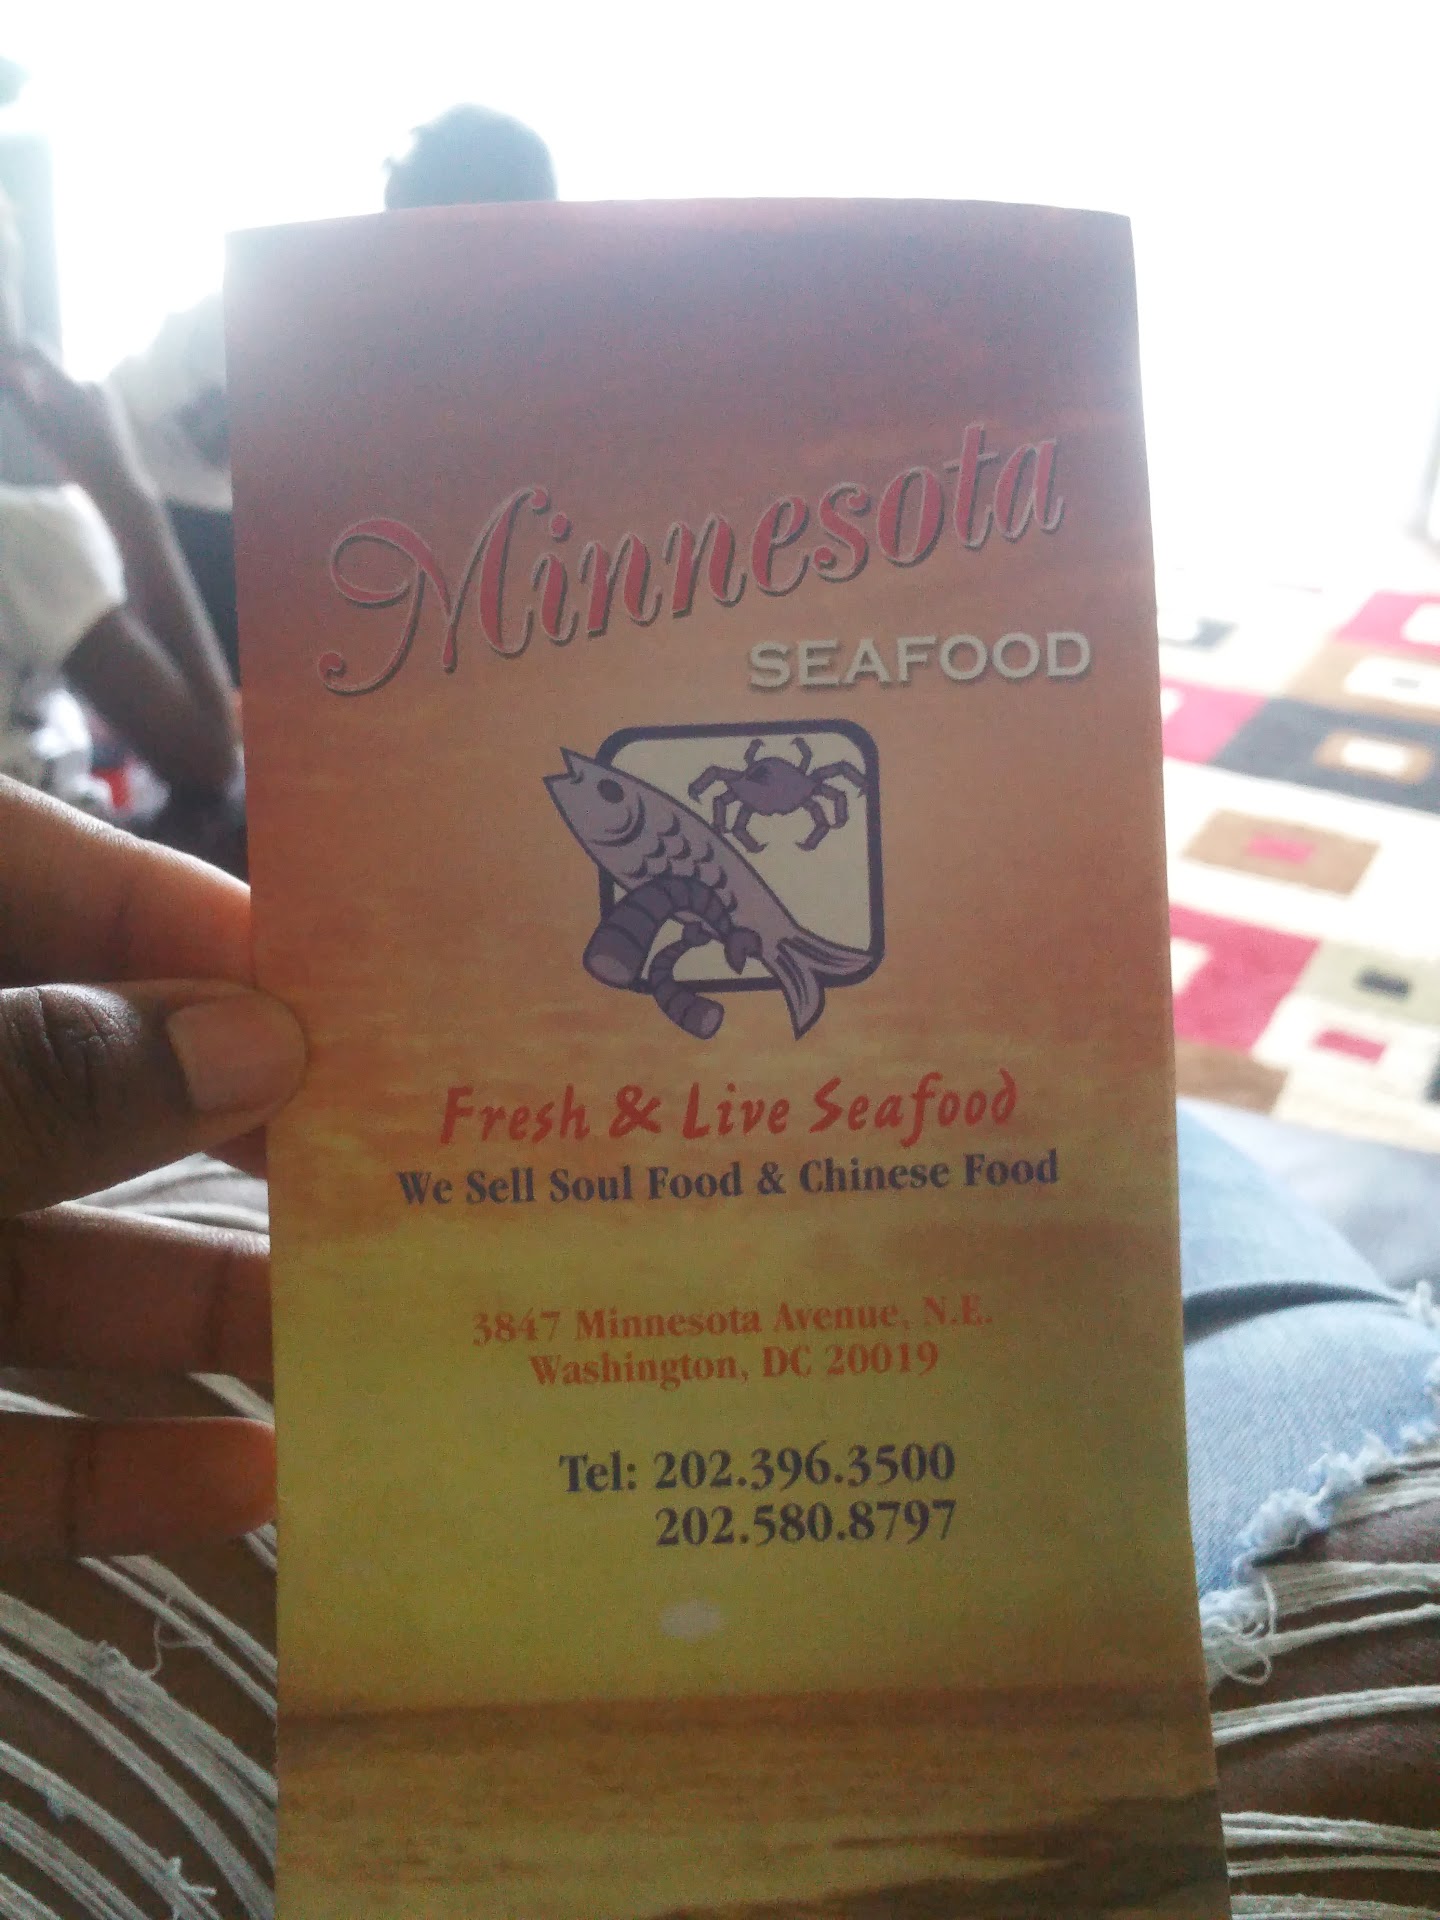 Minnesota
SEAFOOD
Fresh & Live Seafood
We Sell Soul Food & Chinese Food
3847 Minnesota Avenue, N.E.
Washington, DC 20019
Tel: 202.396.3500
202.580.8797